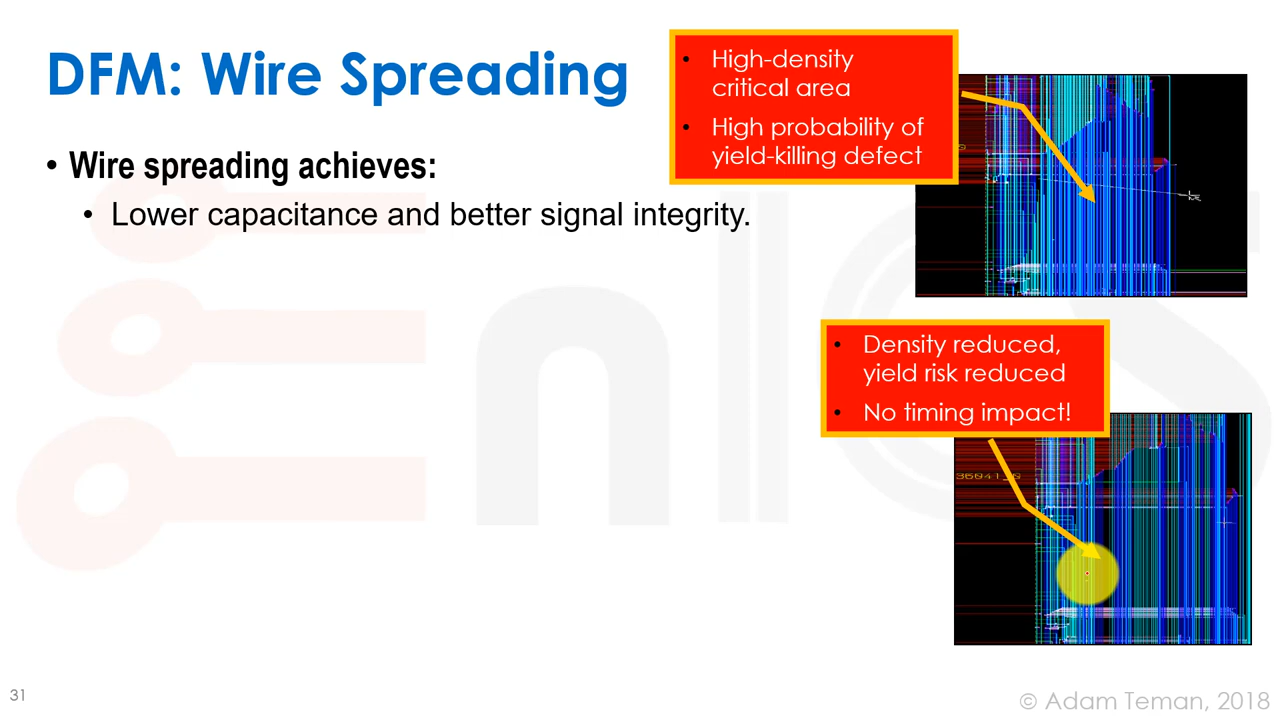 DFM: Wire Spreading
• Wire spreading achieves:
• Lower capacitance and better signal integrity.
• High-density
critical area
• High probability of
yield-killing defect
• Density reduced,
yield risk reduced
• No timing impact!
31
© Adam Teman, 2018